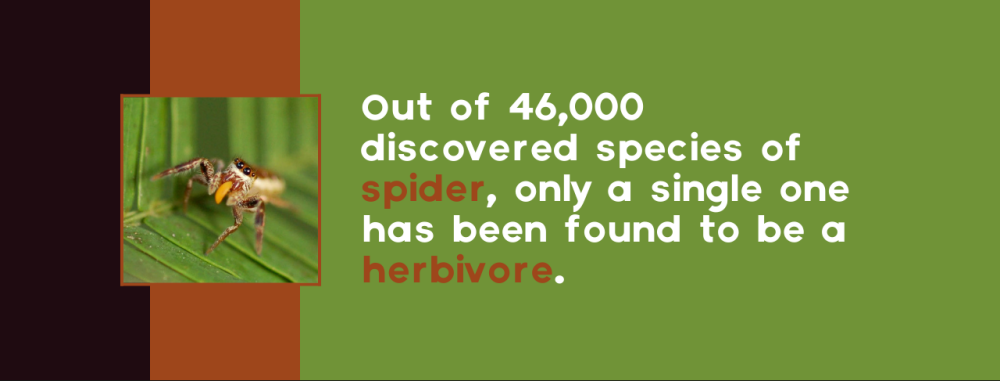 Out of 46,000
discovered species of
spider, only a single one
has been found to be a
herbivore.